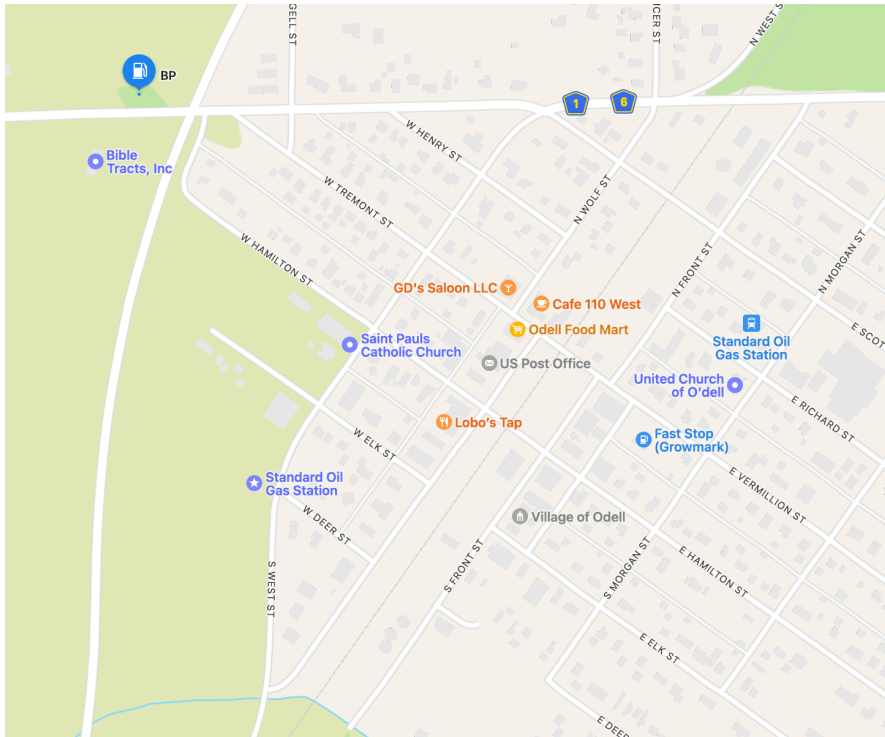 GELL ST
ICER ST
N WEST S
BP
1
6
W HENRY ST
Bible
Tracts, Inc
W TREMONT ST
N WOLF ST
W HAMILTON ST
N FRONT ST
N MORGAN ST
GD's Saloon LLC
Cafe 110 West
Odell Food Mart
Standard Oil
Gas Station
E SCOT
Saint Pauls
Catholic Church
US Post Office
United Church
of O'dell
E RICHARD ST
Lobo's Tap
W ELK ST
Fast Stop
(Growmark)
Standard Oil
Gas Station
E VERMILLION ST
W DEER ST
Village of Odell
S WEST ST
S FRONT ST
S MORGAN ST
E HAMILTON ST
E ELK ST
E DEER